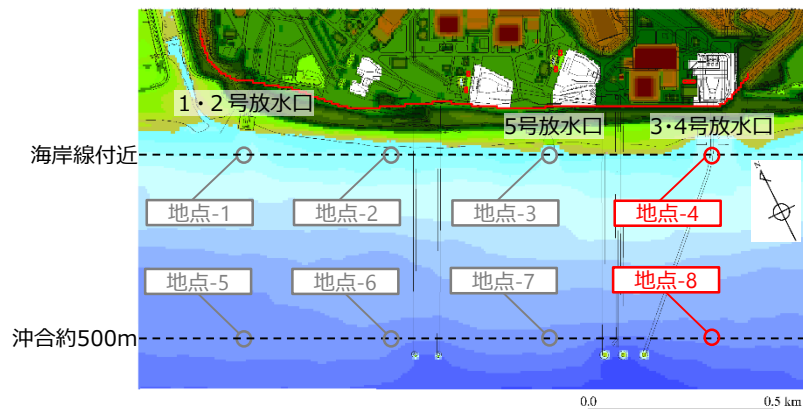 1・2号放水口
5号放水口
3・4号放水口
海岸線付近
N
地点-1
地点-2
地点-3
地点-4
地点-5
地点-6
地点-7
地点-8
沖合約500m
0.0
0.5 km